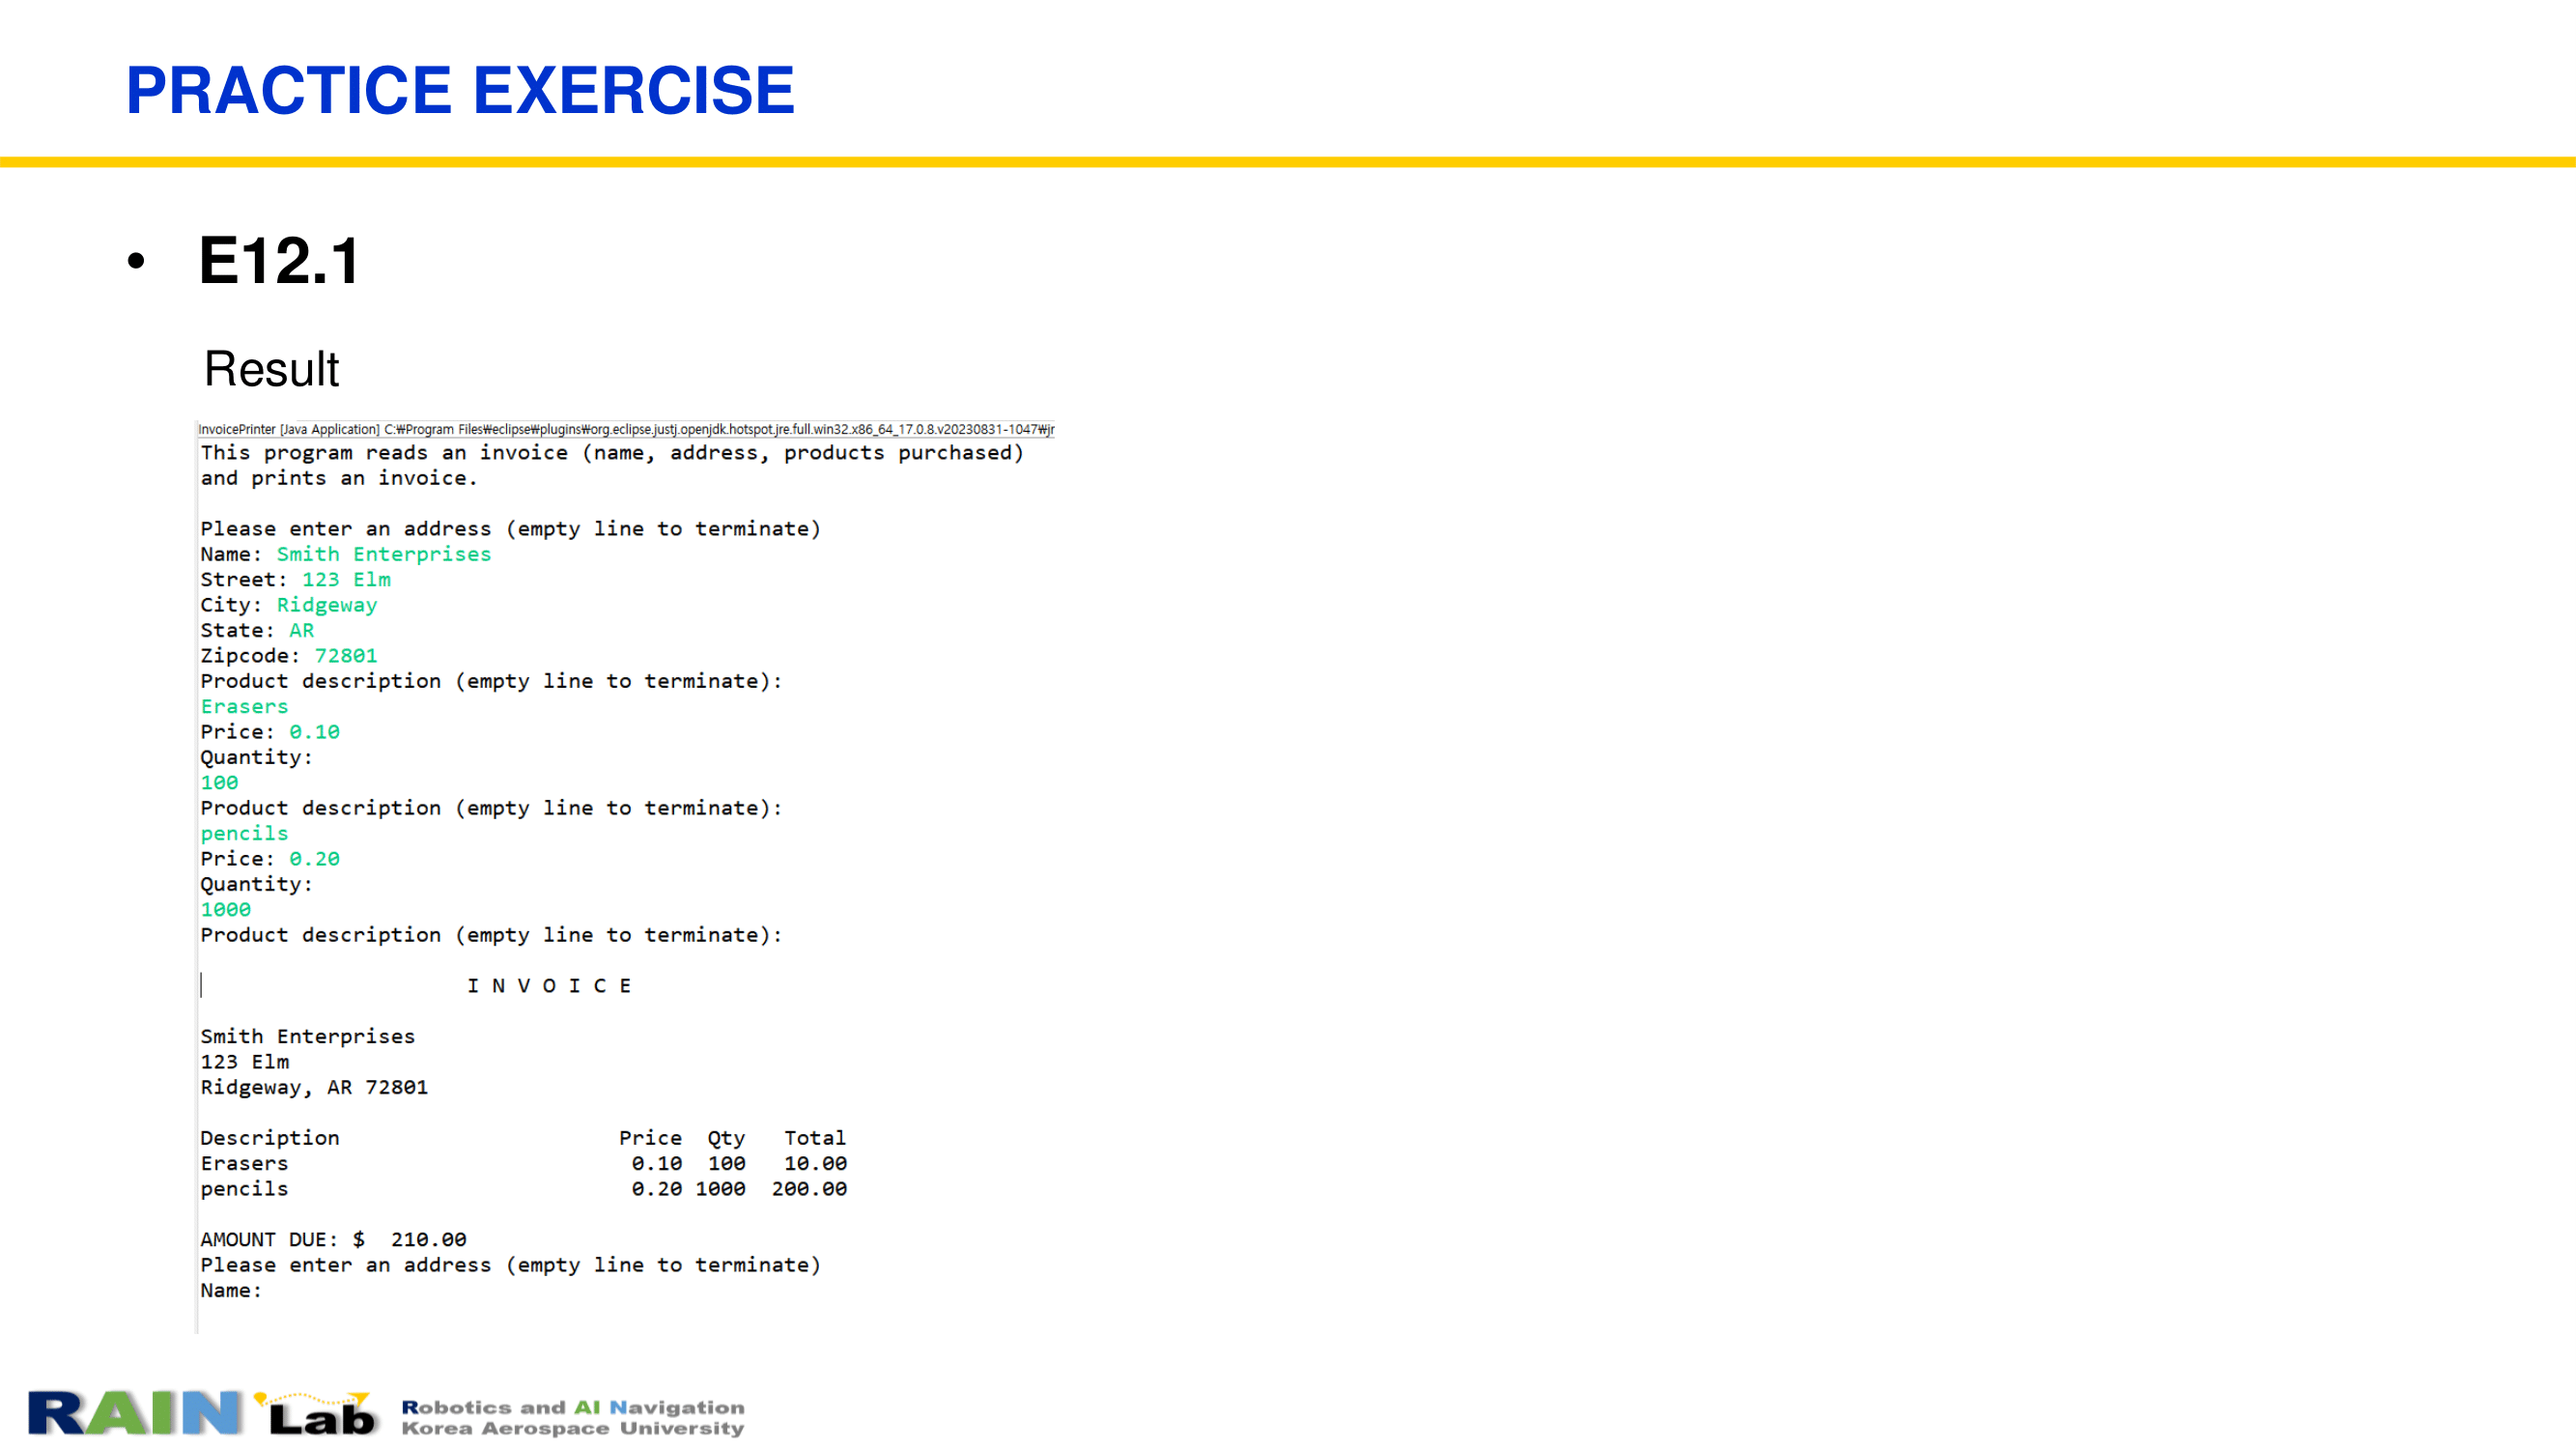 PRACTICE EXERCISE
• E12.1
Result
InvoicePrinter [Java Application] C:₩Program Files₩eclipse₩plugins₩org.eclipse.justj.openjdk.hotspot.jre.full.win32.x86_64_17.0.8.v20230831-1047₩jr
This program reads an invoice (name, address, products purchased)
and prints an invoice.
Please enter an address (empty line to terminate)
Name: Smith Enterprises
Street: 123 Elm
City: Ridgeway
State: AR
Zipcode: 72801
Product description (empty line to terminate):
Erasers
Price: 0.10
Quantity:
100
Product description (empty line to terminate):
pencils
Price: 0.20
Quantity:
1000
Product description (empty line to terminate):
I N V O I C E
Smith Enterprises
123 Elm
Ridgeway, AR 72801
Description Price Qty Total
Erasers 0.10 100 10.00
pencils 0.20 1000 200.00
AMOUNT DUE: $ 210.00
Please enter an address (empty line to terminate)
Name:
RAIN Lab
Robotics and AI Navigation
Korea Aerospace University